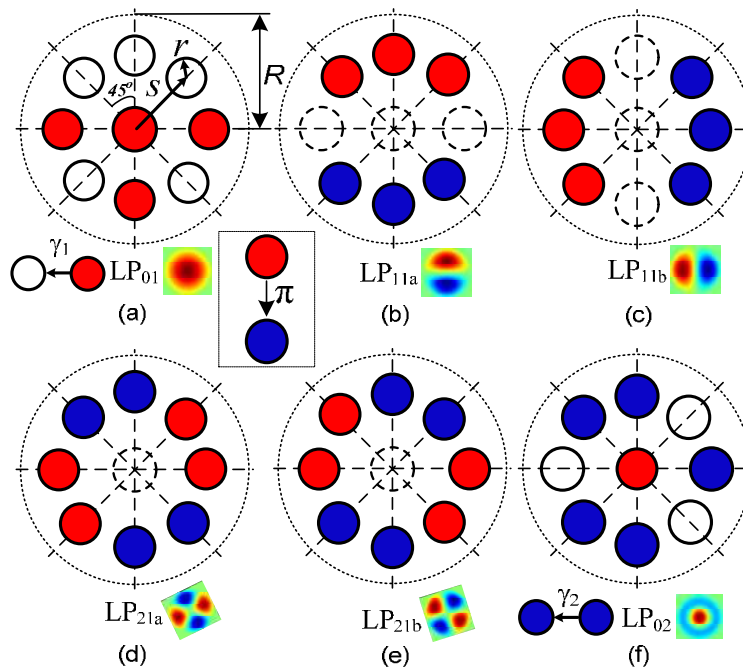 r
S
R
45°
γ1
LP01
(a)
π
LP11a
(b)
LP11b
(c)
LP21a
(d)
LP21b
(e)
γ2
LP02
(f)